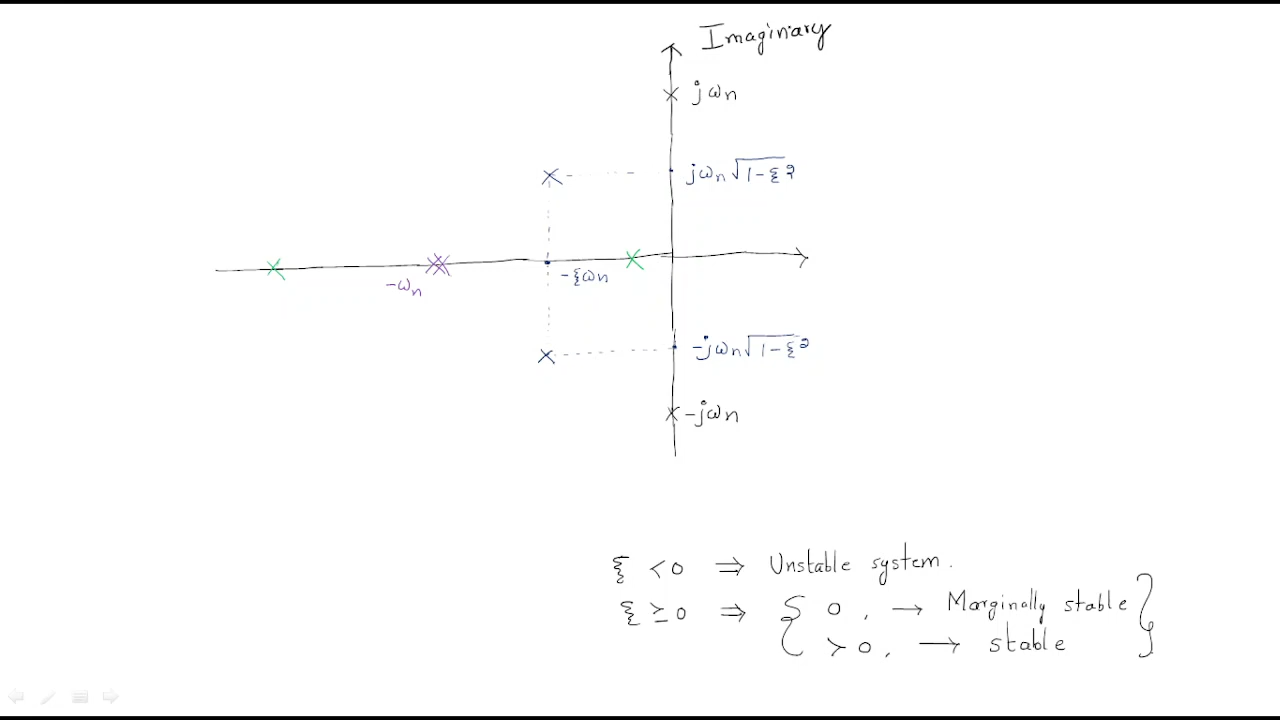 Imaginary
jωn
jωn√1-ξ²
-ωn
-ξωn
-jωn√1-ξ²
-jωn
ξ <0 ⇒ Unstable system.
ξ ≥0 ⇒ { 0, → Marginally stable }
>0, → stable